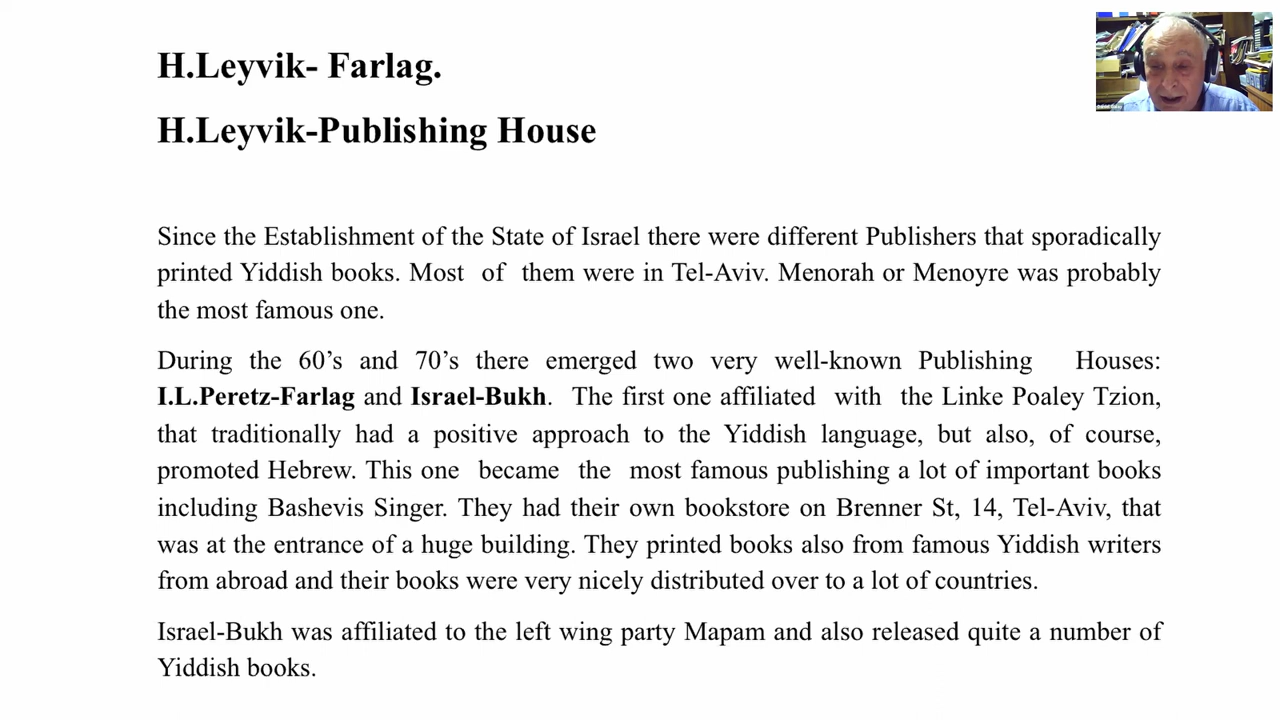 H.Leyvik- Farlag.
H.Leyvik-Publishing House
Since the Establishment of the State of Israel there were different Publishers that sporadically
printed Yiddish books. Most of them were in Tel-Aviv. Menorah or Menoyre was probably
the most famous one.
During the 60’s and 70’s there emerged two very well-known Publishing Houses:
I.L.Peretz-Farlag and Israel-Bukh. The first one affiliated with the Linke Poaley Tzion,
that traditionally had a positive approach to the Yiddish language, but also, of course,
promoted Hebrew. This one became the most famous publishing a lot of important books
including Bashevis Singer. They had their own bookstore on Brenner St, 14, Tel-Aviv, that
was at the entrance of a huge building. They printed books also from famous Yiddish writers
from abroad and their books were very nicely distributed over to a lot of countries.
Israel-Bukh was affiliated to the left wing party Mapam and also released quite a number of
Yiddish books.